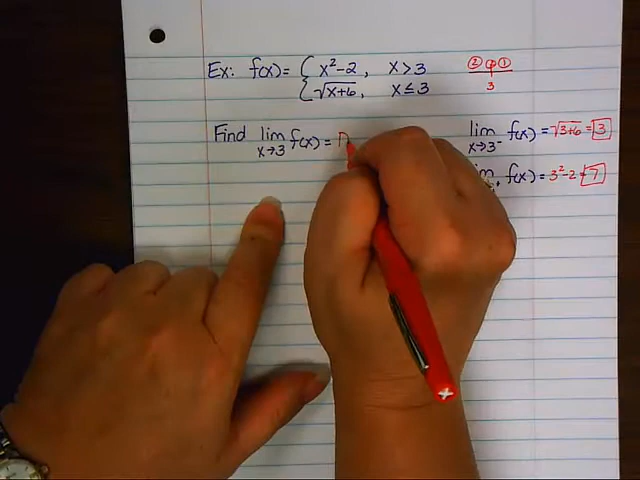 Ex: f(x) = { x² - 2, x > 3
√x+6, x ≤ 3
② ①
3
Find lim f(x) =
x→3
lim f(x) = √3+6 = 3
x→3⁻
f(x) = 3² - 2 = 7